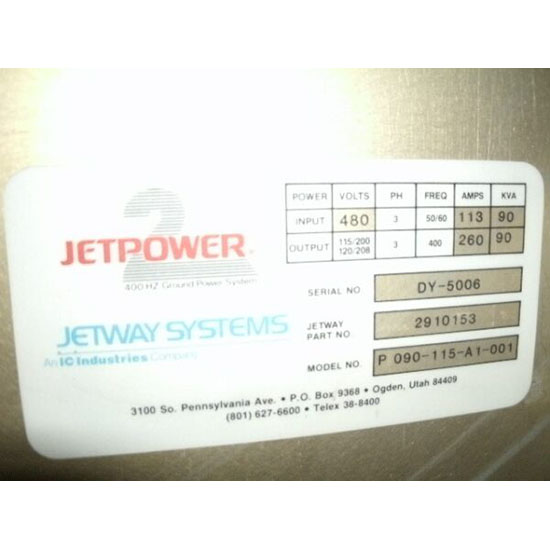 2
JETPOWER
400 HZ Ground Power System
JETWAY SYSTEMS
An IC Industries Company
POWER VOLTS PH FREQ AMPS KVA
INPUT 480 3 50/60 113 90
OUTPUT 115/200 120/208 3 400 260 90
SERIAL NO DY-5006
JETWAY PART NO. 2910153
MODEL NO. P 090-115-A1-001
3100 So. Pennsylvania Ave. • P.O. Box 9368 • Ogden, Utah 84409
(801) 627-6600 • Telex 38-8400